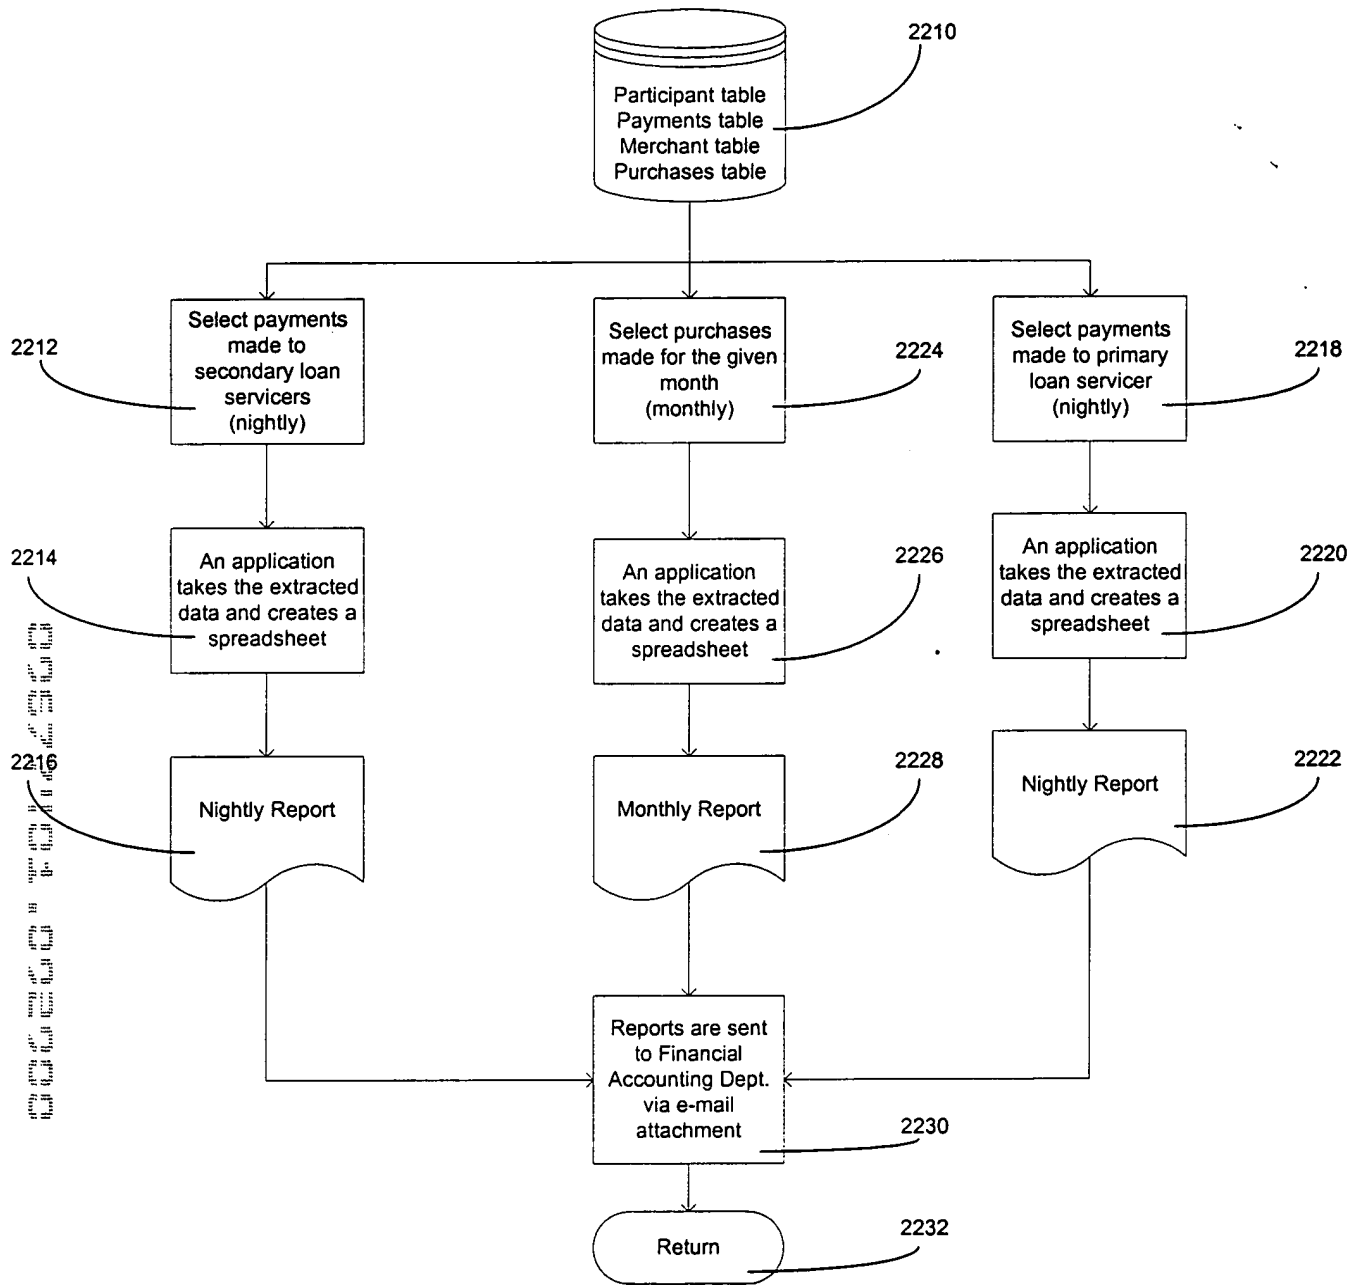 2210
Participant table
Payments table
Merchant table
Purchases table
2212
Select payments
made to
secondary loan
servicers
(nightly)
2224
Select purchases
made for the given
month
(monthly)
2218
Select payments
made to primary
loan servicer
(nightly)
2214
An application
takes the extracted
data and creates a
spreadsheet
2226
An application
takes the extracted
data and creates a
spreadsheet
2220
An application
takes the extracted
data and creates a
spreadsheet
2216
Nightly Report
2228
Monthly Report
2222
Nightly Report
Reports are sent
to Financial
Accounting Dept.
via e-mail
attachment
2230
Return
2232